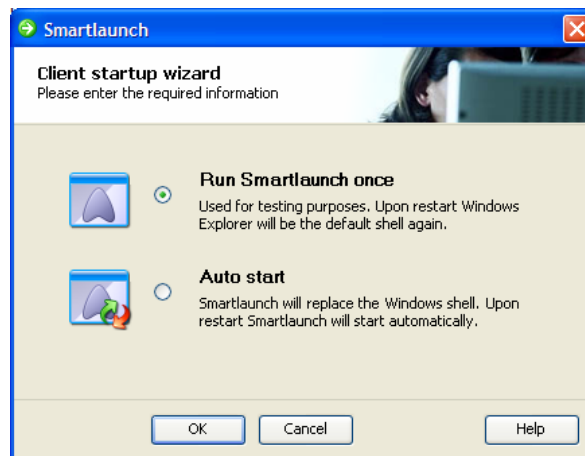 Smartlaunch
Client startup wizard
Please enter the required information
Run Smartlaunch once
Used for testing purposes. Upon restart Windows
Explorer will be the default shell again.
Auto start
Smartlaunch will replace the Windows shell. Upon
restart Smartlaunch will start automatically.
OK
Cancel
Help